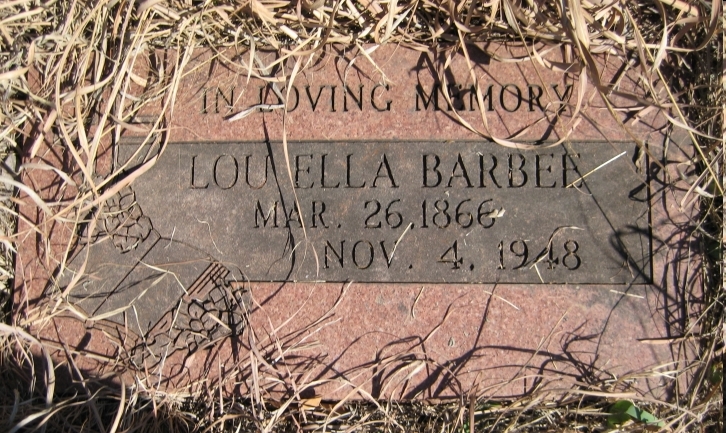 IN LOVING MEMORY
LOU ELLA BARBEE
MAR. 26, 1866
NOV. 4, 1948